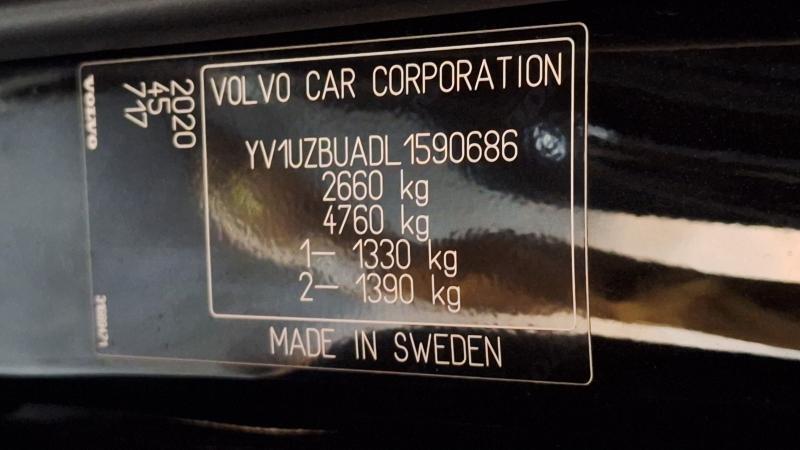 VOLVO CAR CORPORATION
YV1UZBUADL1590686
2660 kg
4760 kg
1– 1330 kg
2– 1390 kg
MADE IN SWEDEN
2020
45
717
VOLVO